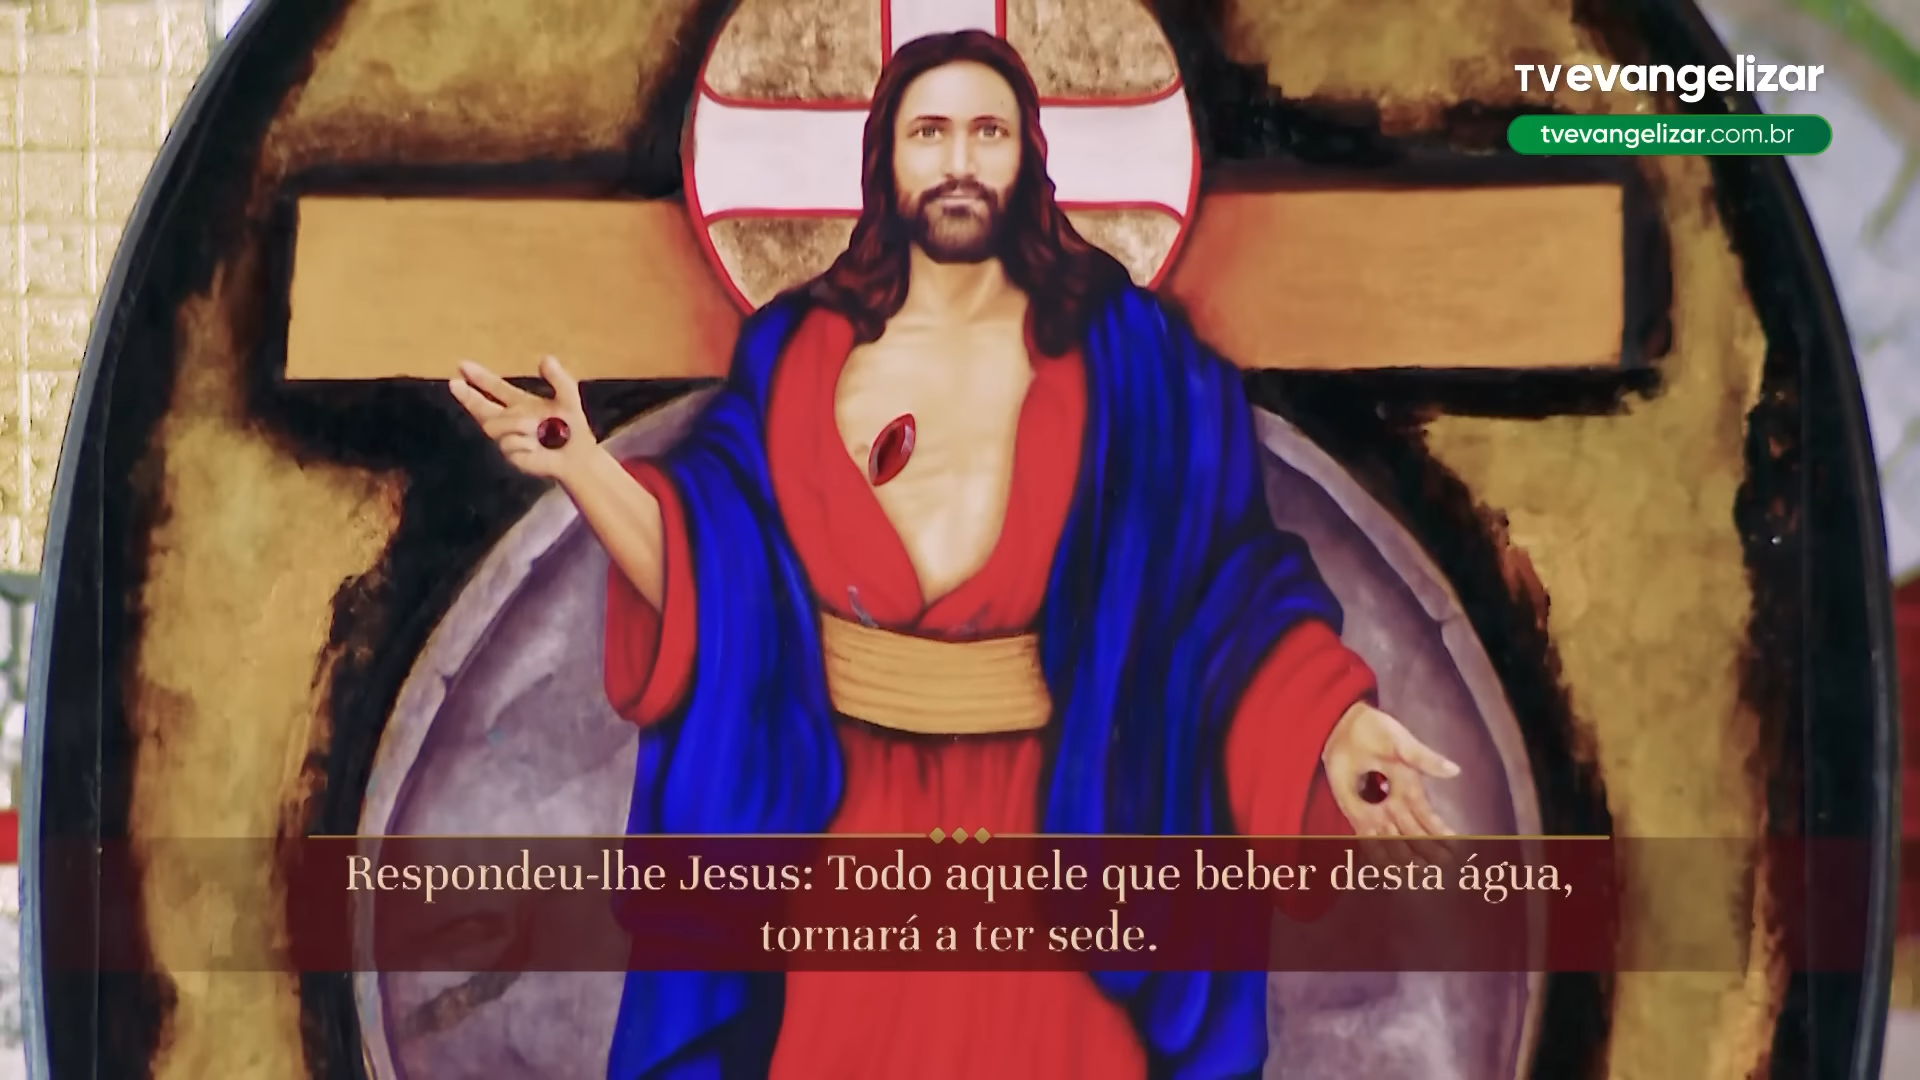 TVevangelizar
tvevangelizar.com.br
Respondeu-lhe Jesus: Todo aquele que beber desta água,
tornará a ter sede.